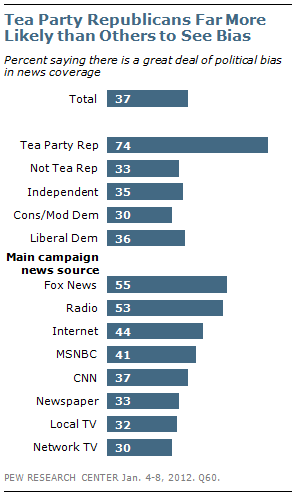 Tea Party Republicans Far More
Likely than Others to See Bias
Percent saying there is a great deal of political bias
in news coverage
Total 37
Tea Party Rep 74
Not Tea Rep 33
Independent 35
Cons/Mod Dem 30
Liberal Dem 36
Main campaign
news source
Fox News 55
Radio 53
Internet 44
MSNBC 41
CNN 37
Newspaper 33
Local TV 32
Network TV 30
PEW RESEARCH CENTER Jan. 4-8, 2012. Q60.